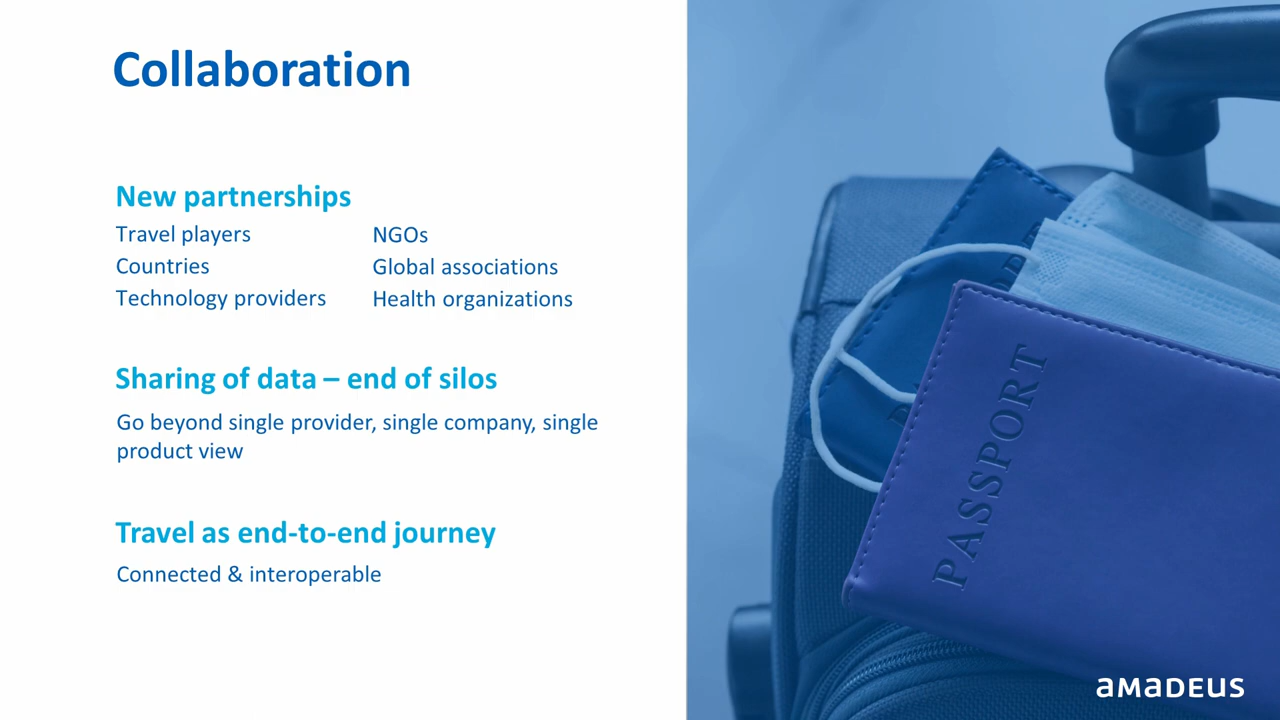 Collaboration
New partnerships
Travel players
Countries
Technology providers
NGOs
Global associations
Health organizations
Sharing of data – end of silos
Go beyond single provider, single company, single
product view
Travel as end-to-end journey
Connected & interoperable
PASSPORT
amadeus